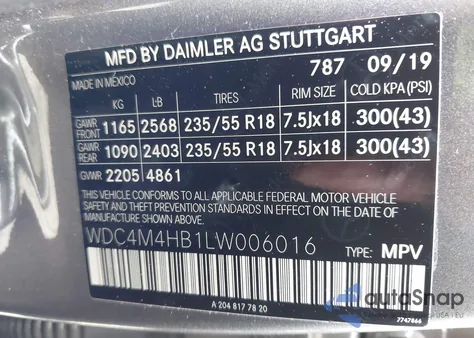 MFD BY DAIMLER AG STUTTGART
787 09/19
MADE IN MEXICO
KG LB TIRES RIM SIZE COLD KPA (PSI)
GAWR FRONT 1165 2568 235/55 R18 7.5Jx18 300(43)
GAWR REAR 1090 2403 235/55 R18 7.5Jx18 300(43)
GVWR 2205 4861
THIS VEHICLE CONFORMS TO ALL APPLICABLE FEDERAL MOTOR VEHICLE
SAFETY AND THEFT PREVENTION STANDARDS IN EFFECT ON THE DATE
OF MANUFACTURE SHOWN ABOVE.
WDC4M4HB1LW006016
TYPE: MPV
A 204 817 78 20
7747866
autoSnap